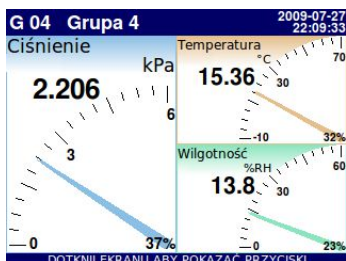 G 04 Grupa 4
2009-07-27
22:09:33
Ciśnienie
kPa
2.206
6
3
0
37%
Temperatura
°C
70
15.36
30
-10
32%
Wilgotność
%RH
60
13.8
30
0
23%
DOTKNIJ EKRANU ABY POKAZAĆ PRZYCISKI